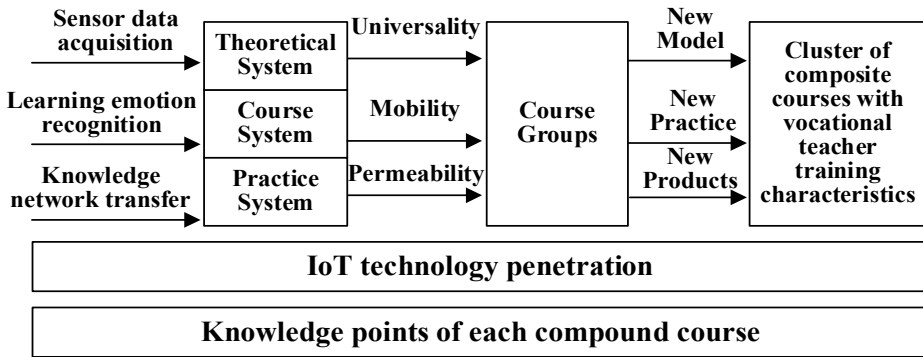 Sensor data
acquisition
Learning emotion
recognition
Knowledge
network transfer
Theoretical
System
Course
System
Practice
System
Universality
Mobility
Permeability
Course
Groups
New
Model
New
Practice
New
Products
Cluster of
composite
courses with
vocational
teacher
training
characteristics
IoT technology penetration
Knowledge points of each compound course